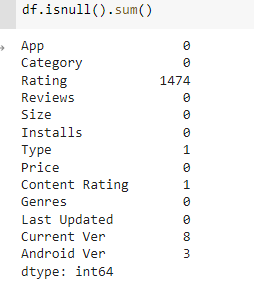 df.isnull().sum()
App 0
Category 0
Rating 1474
Reviews 0
Size 0
Installs 0
Type 1
Price 0
Content Rating 1
Genres 0
Last Updated 0
Current Ver 8
Android Ver 3
dtype: int64